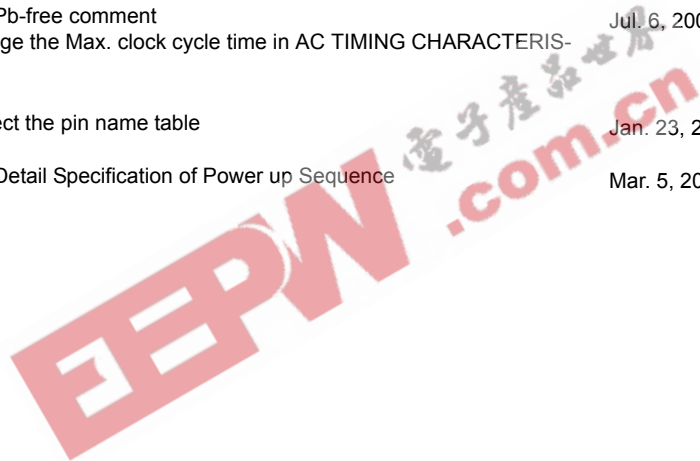 Pb-free comment Jul. 6, 200
ge the Max. clock cycle time in AC TIMING CHARACTERIS-
ect the pin name table Jan. 23, 2
Detail Specification of Power up Sequence Mar. 5, 20
EEPW 電子產品世界
.com.cn